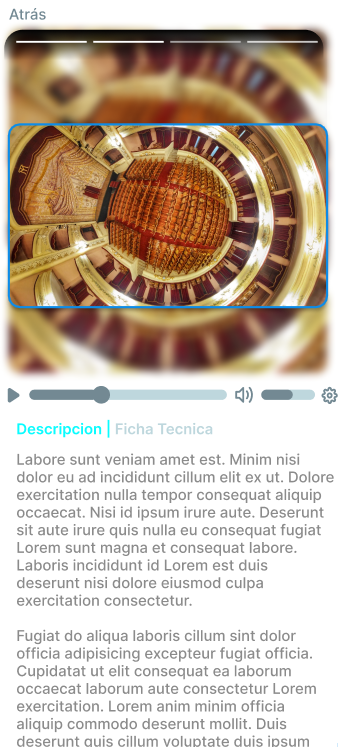 Atrás
Descripcion | Ficha Tecnica
Labore sunt veniam amet est. Minim nisi
dolor eu ad incididunt cillum elit ex ut. Dolore
exercitation nulla tempor consequat aliquip
occaecat. Nisi id ipsum irure aute. Deserunt
sit aute irure quis nulla eu consequat fugiat
Lorem sunt magna et consequat labore.
Laboris incididunt id Lorem est duis
deserunt nisi dolore eiusmod culpa
exercitation consectetur.
Fugiat do aliqua laboris cillum sint dolor
officia adipisicing excepteur fugiat officia.
Cupidatat ut elit consequat ea laborum
occaecat laborum aute consectetur Lorem
exercitation. Lorem anim minim officia
aliquip commodo deserunt mollit. Duis
deserunt quis cillum voluptate duis ipsum